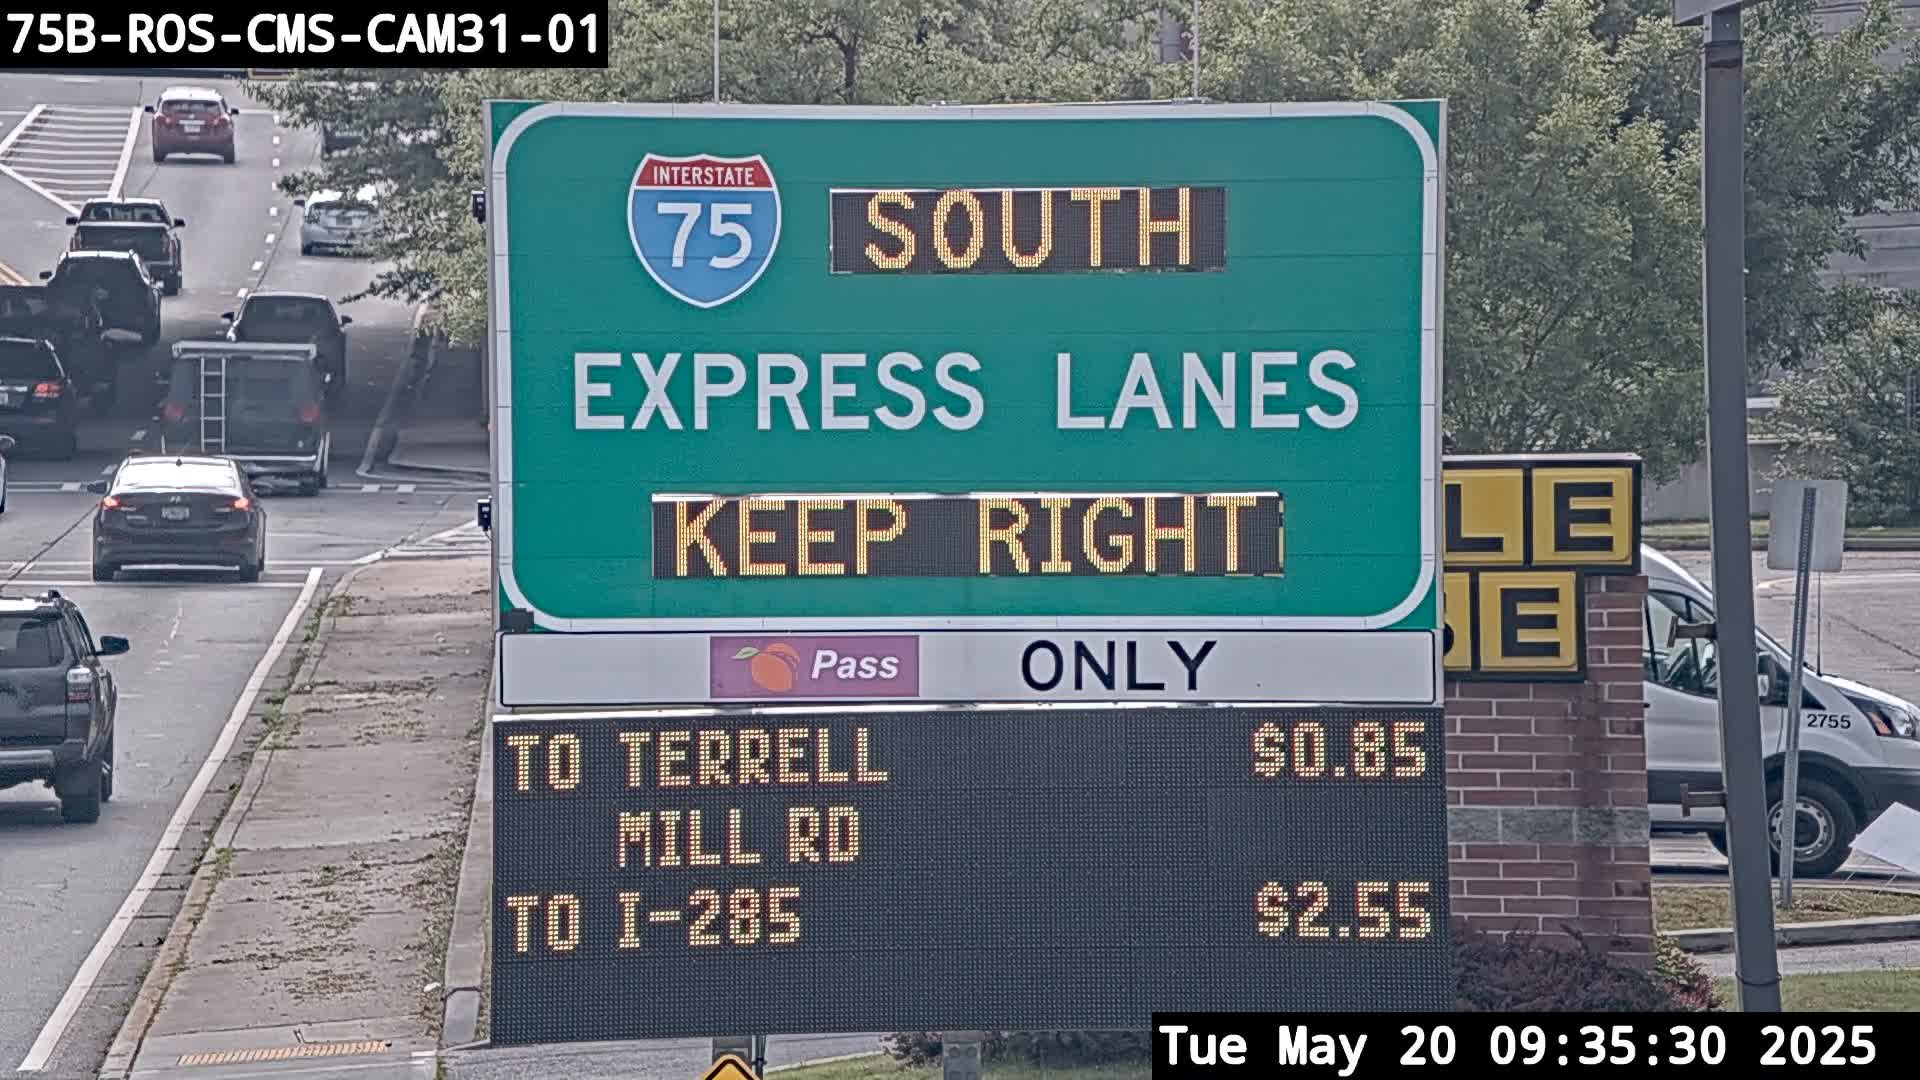 75B-ROS-CMS-CAM31-01
INTERSTATE
75
SOUTH
EXPRESS LANES
KEEP RIGHT
LE
E
Pass ONLY
2755
TO TERRELL $0.85
MILL RD
TO I-285 $2.55
Tue May 20 09:35:30 2025